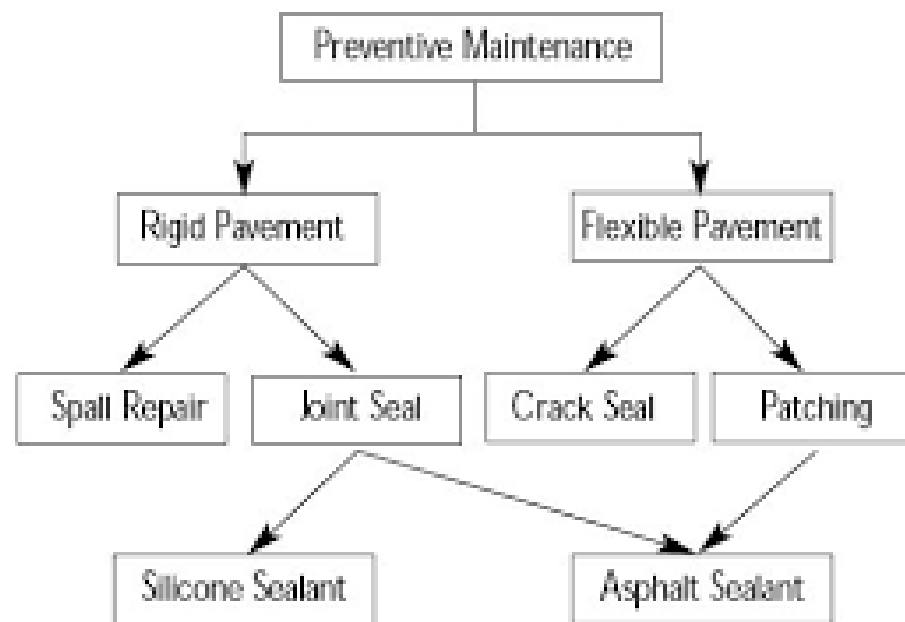 Preventive Maintenance
Rigid Pavement
Flexible Pavement
Spall Repair
Joint Seal
Crack Seal
Patching
Silicone Sealant
Asphalt Sealant